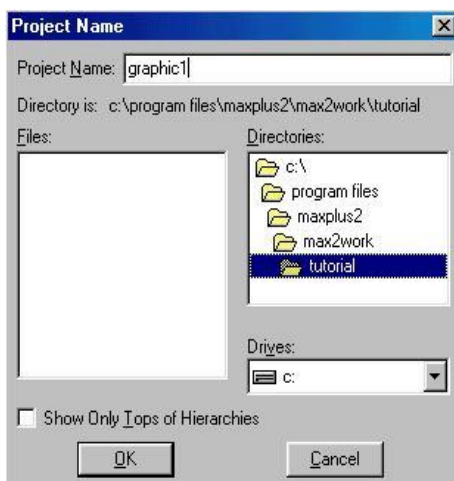 Project Name
Project Name: graphic1
Directory is: c:\program files\maxplus2\max2work\tutorial
Files:
Directories:
c:\
program files
maxplus2
max2work
tutorial
Drives:
c:
Show Only Tops of Hierarchies
OK
Cancel